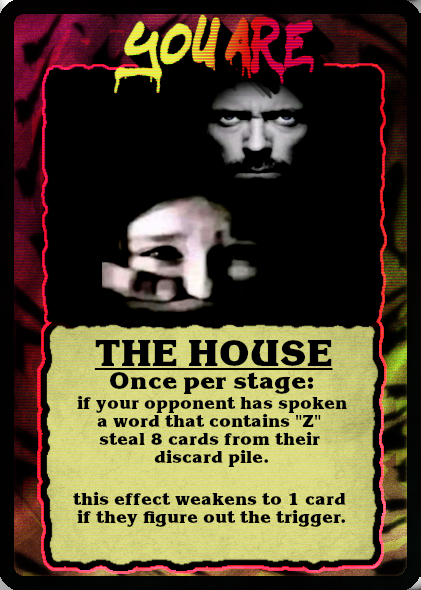 YOU ARE
THE HOUSE
Once per stage:
if your opponent has spoken
a word that contains "Z"
steal 8 cards from their
discard pile.
this effect weakens to 1 card
if they figure out the trigger.